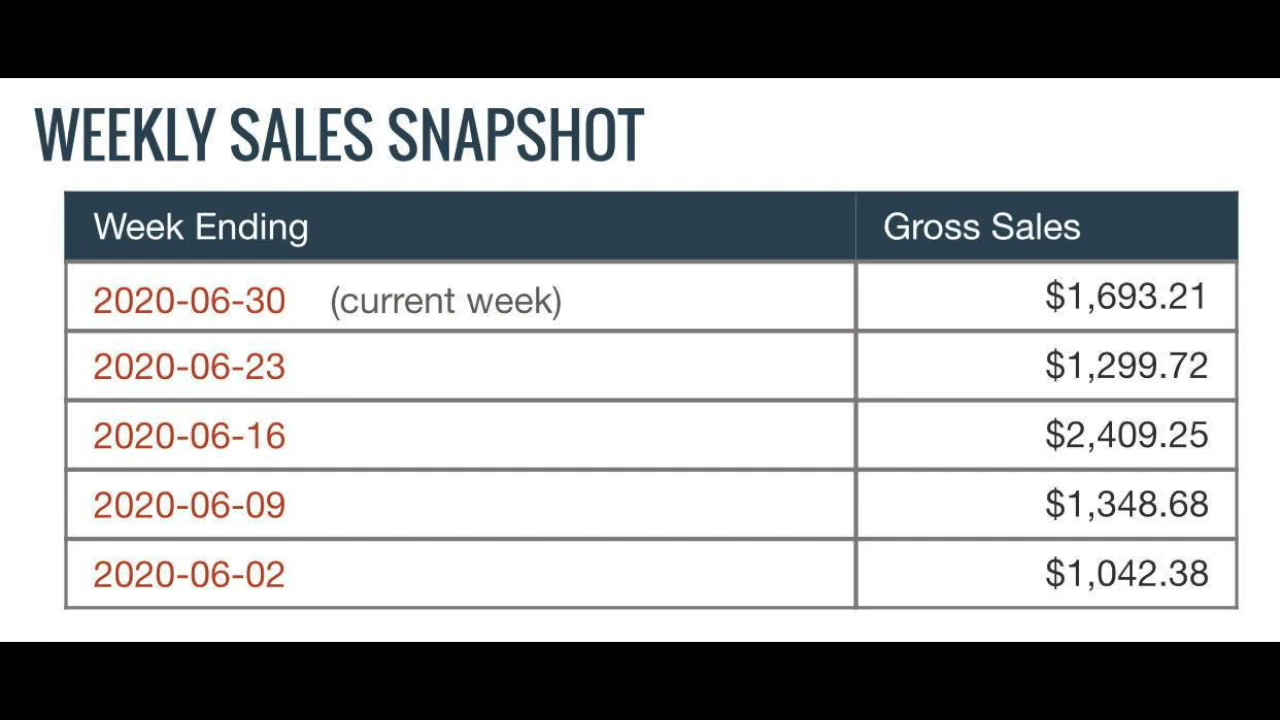 WEEKLY SALES SNAPSHOT
Week Ending Gross Sales
2020-06-30 (current week) $1,693.21
2020-06-23 $1,299.72
2020-06-16 $2,409.25
2020-06-09 $1,348.68
2020-06-02 $1,042.38